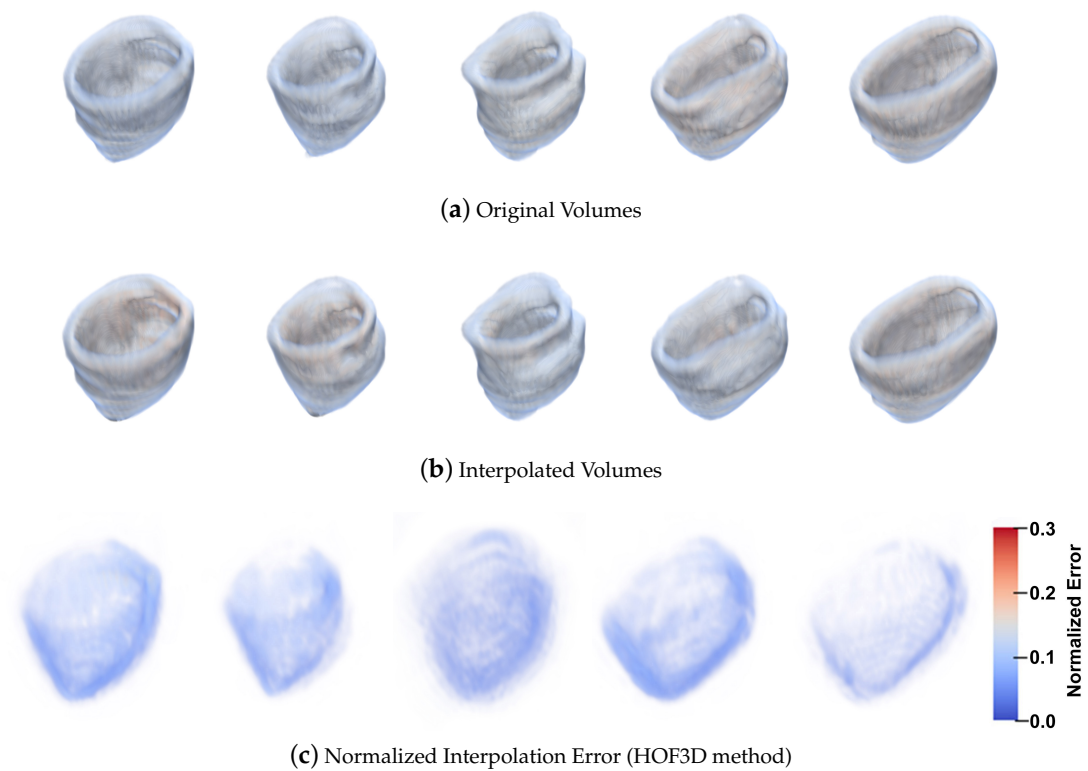 (a) Original Volumes
(b) Interpolated Volumes
0.3
0.2
0.1
0.0
Normalized Error
(c) Normalized Interpolation Error (HOF3D method)